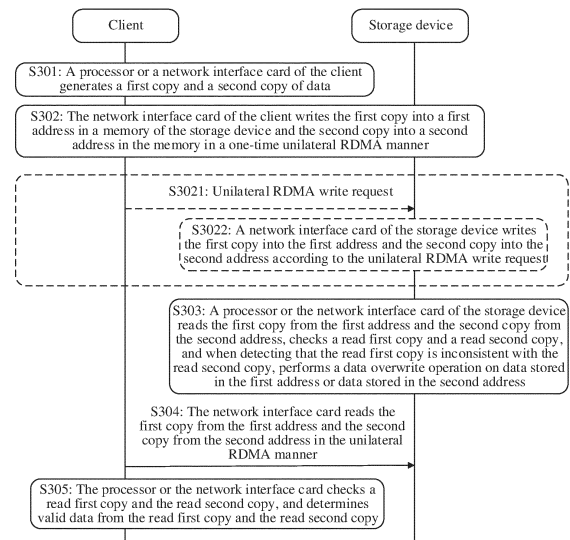 Client
Storage device
S301: A processor or a network interface card of the client
generates a first copy and a second copy of data
S302: The network interface card of the client writes the first copy into a first
address in a memory of the storage device and the second copy into a second
address in the memory in a one-time unilateral RDMA manner
S3021: Unilateral RDMA write request
S3022: A network interface card of the storage device writes
the first copy into the first address and the second copy into the
second address according to the unilateral RDMA write request
S303: A processor or the network interface card of the storage device
reads the first copy from the first address and the second copy from
the second address, checks a read first copy and a read second copy,
and when detecting that the read first copy is inconsistent with the
read second copy, performs a data overwrite operation on data stored
in the first address or data stored in the second address
S304: The network interface card reads the
first copy from the first address and the second
copy from the second address in the unilateral
RDMA manner
S305: The processor or the network interface card checks a
read first copy and the read second copy, and determines
valid data from the read first copy and the read second copy